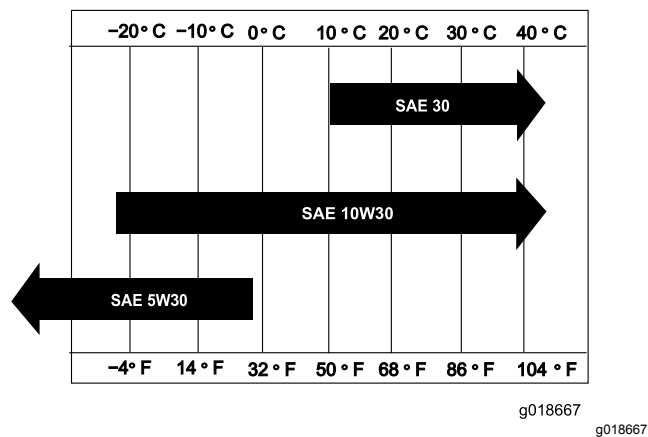 −20° C −10° C 0° C 10° C 20° C 30° C 40° C
SAE 30
SAE 10W30
SAE 5W30
−4° F 14° F 32° F 50° F 68° F 86° F 104 ° F
g018667
g018667